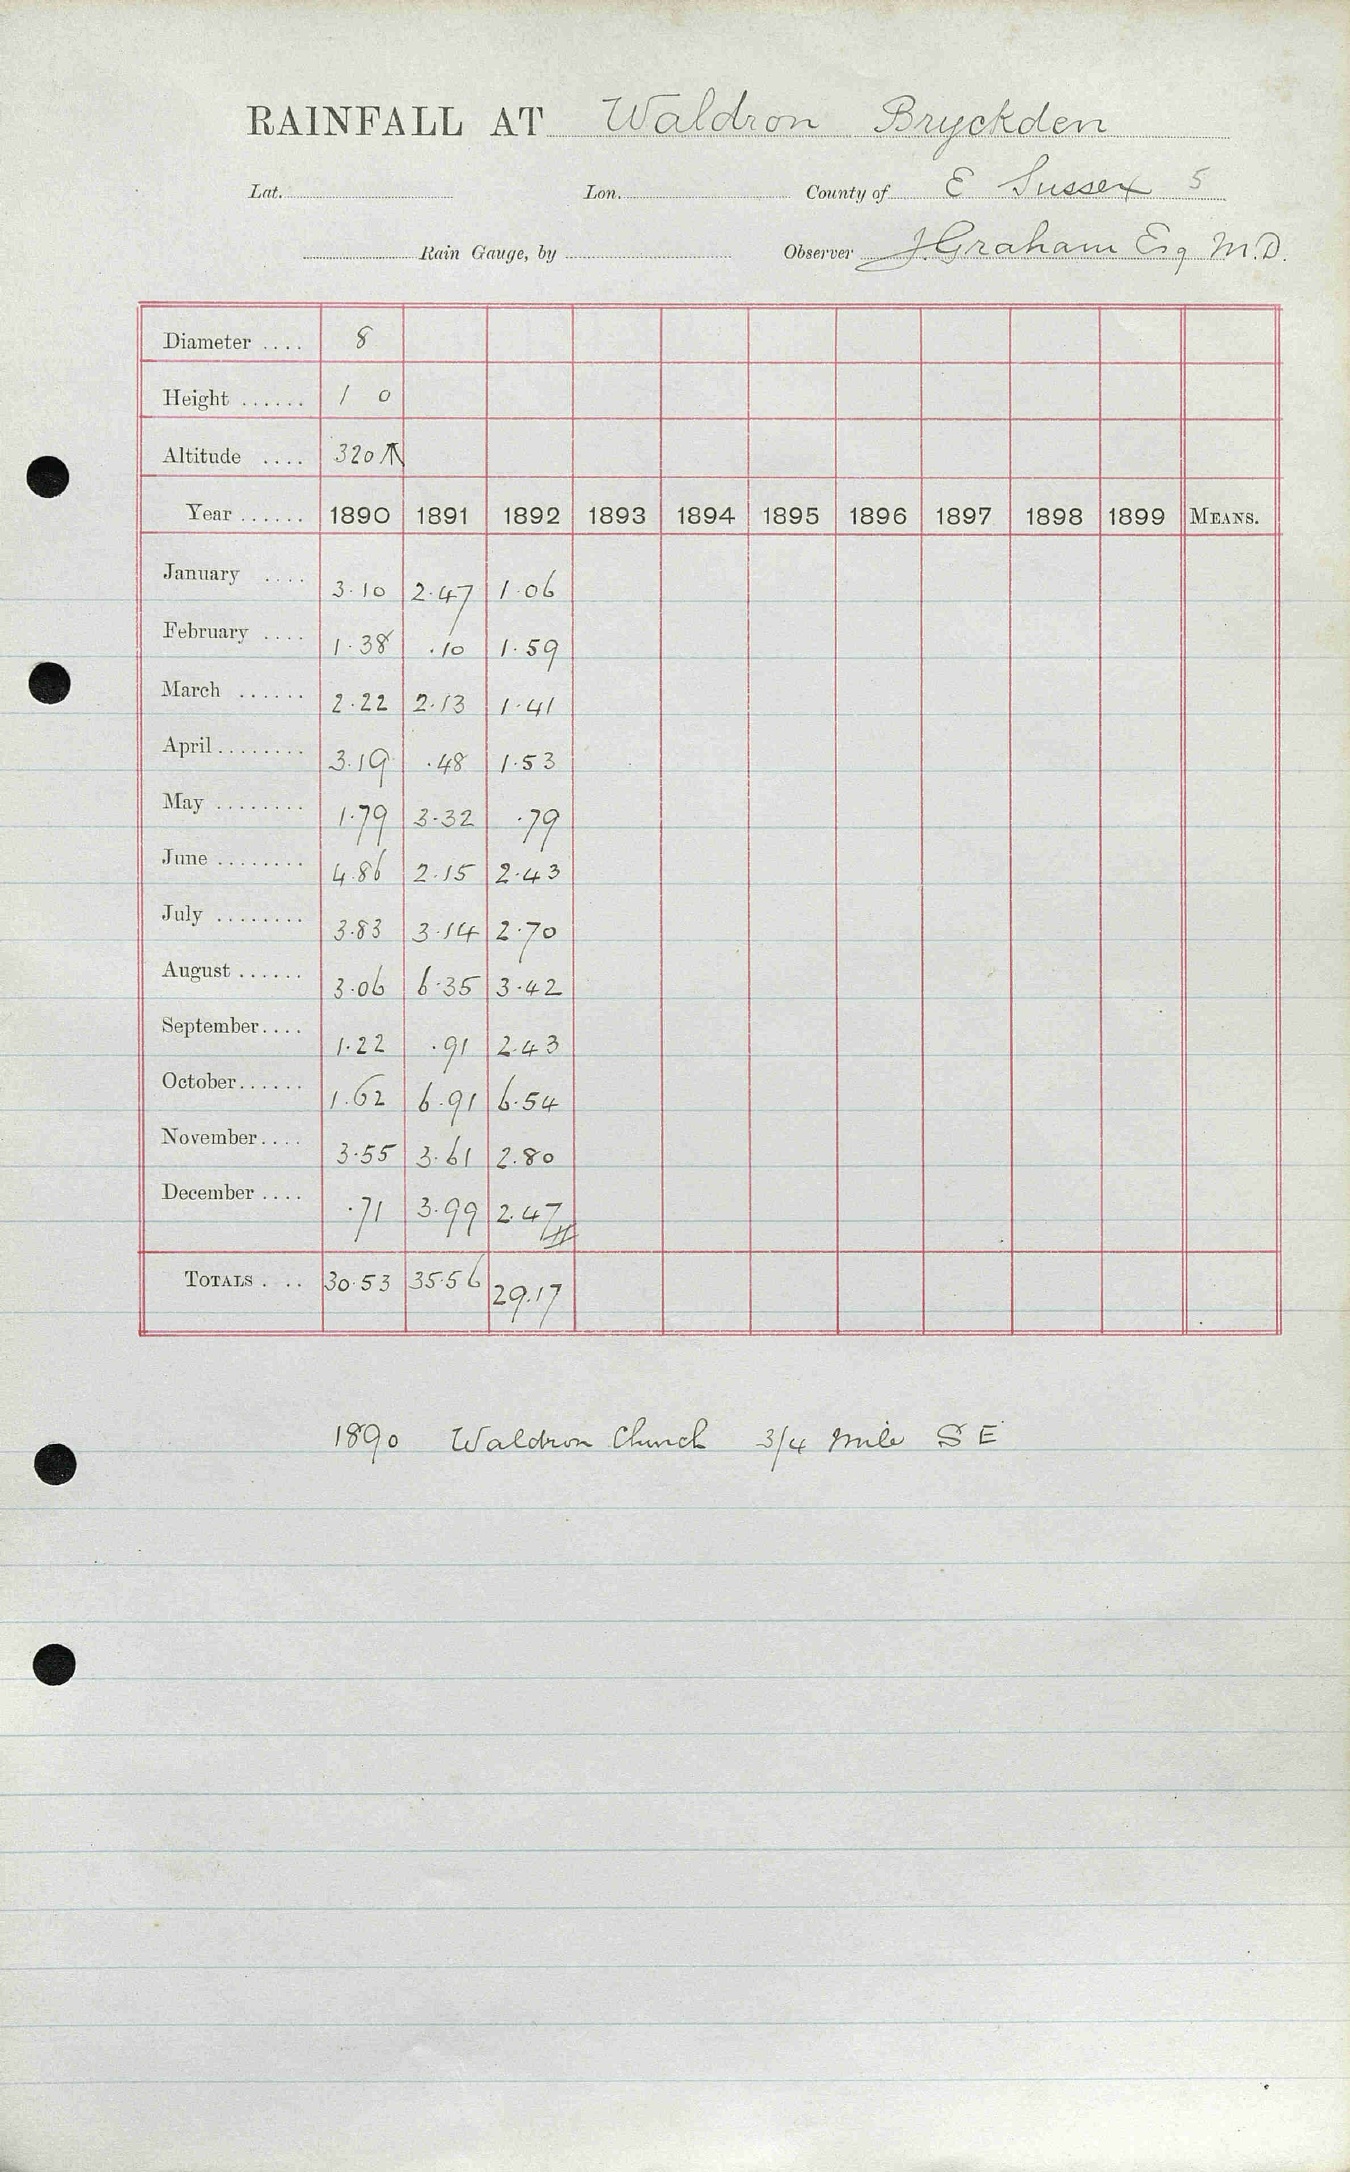 RAINFALL AT Waldron Bryckden
Lat. Lon. County of E Sussex 5
Rain Gauge, by Observer J. Graham Esq M.D.
Diameter .... 8
Height ...... 1 0
Altitude .... 320
Year ...... 1890 1891 1892 1893 1894 1895 1896 1897 1898 1899 MEANS.
January .... 3.10 2.47 1.06
February .... 1.38 .10 1.59
March ...... 2.22 2.13 1.41
April ........ 3.19 .48 1.53
May ........ 1.79 3.32 .79
June ........ 4.86 2.15 2.43
July ........ 3.83 3.14 2.70
August ...... 3.06 6.35 3.42
September.... 1.22 .91 2.43
October...... 1.62 6.91 6.54
November.... 3.55 3.61 2.80
December .... .71 3.99 2.47
TOTALS .... 30.53 35.56 29.17
1890 Waldron Church 3/4 mile S E